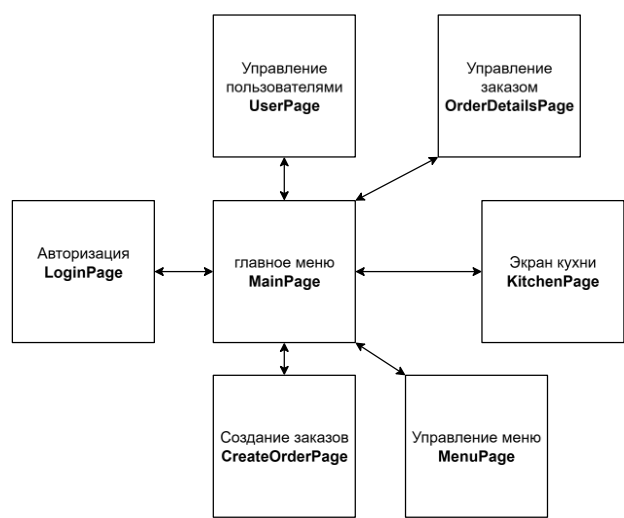 Управление
пользователями
UserPage
Управление
заказом
OrderDetailsPage
Авторизация
LoginPage
главное меню
MainPage
Экран кухни
KitchenPage
Создание заказов
CreateOrderPage
Управление меню
MenuPage